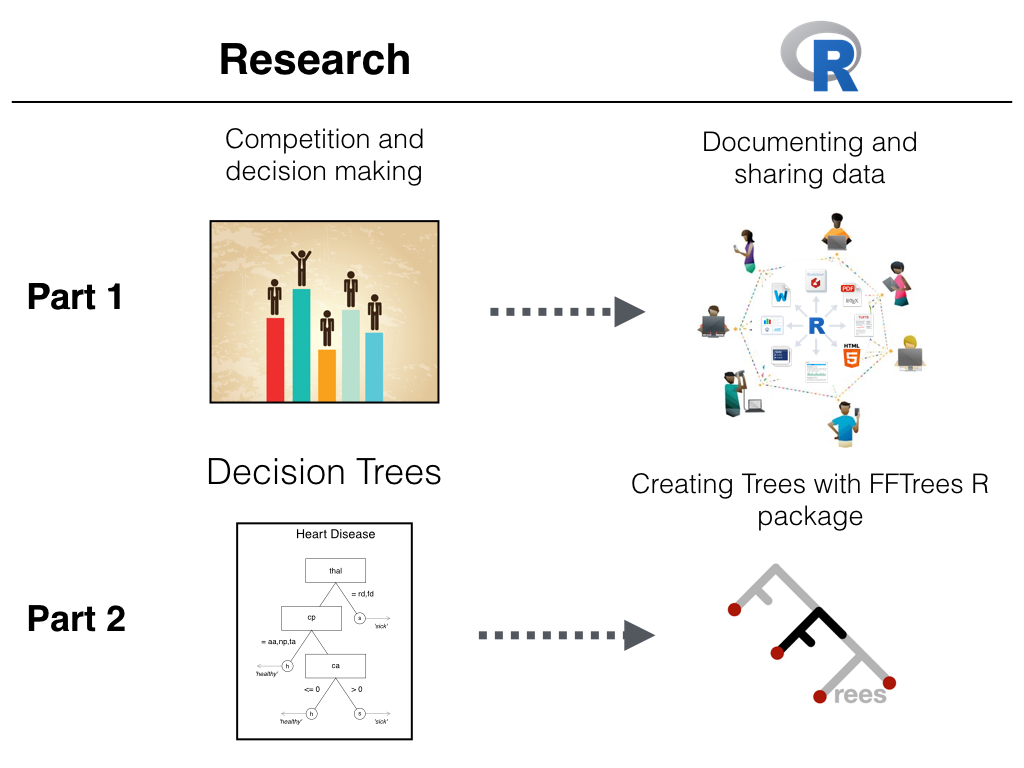 Research
R
Competition and
decision making
Documenting and
sharing data
Part 1
W
PDF
R
HTML
5
Decision Trees
Creating Trees with FFTrees R
package
Part 2
Heart Disease
thal
= rd,fd
cp
s
'sick'
= aa,np,ta
h
ca
'healthy'
<= 0
> 0
h
s
'healthy'
'sick'
F
F
rees